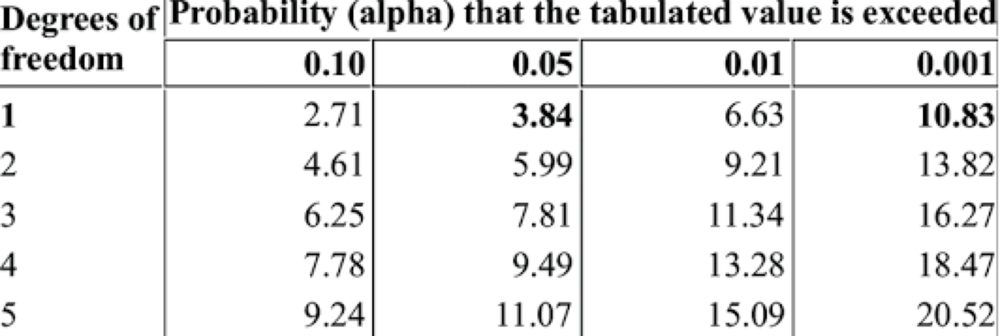 Degrees of freedom Probability (alpha) that the tabulated value is exceeded
0.10 0.05 0.01 0.001
1 2.71 3.84 6.63 10.83
2 4.61 5.99 9.21 13.82
3 6.25 7.81 11.34 16.27
4 7.78 9.49 13.28 18.47
5 9.24 11.07 15.09 20.52